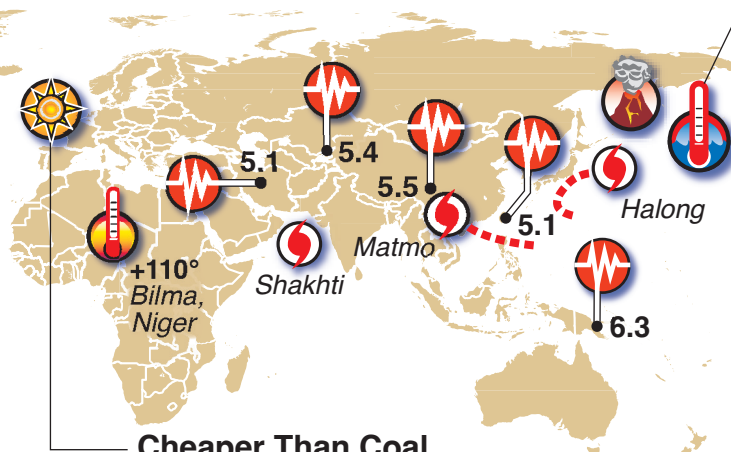 5.1
5.4
5.5
5.1
Halong
Matmo
Shakhti
+110°
Bilma,
Niger
6.3
Cheaper Than Coal